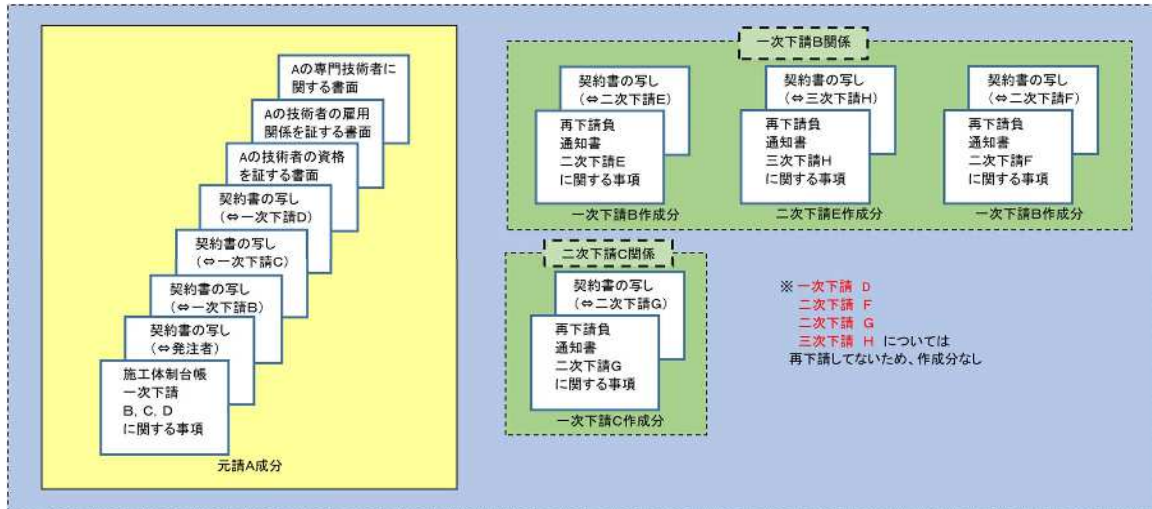 Aの専門技術者に
関する書面
Aの技術者の雇用
関係を証する書面
Aの技術者の資格
を証する書面
契約書の写し
(⇔一次下請D)
契約書の写し
(⇔一次下請C)
契約書の写し
(⇔一次下請B)
契約書の写し
(⇔発注者)
施工体制台帳
一次下請
B, C, D
に関する事項
元請A成分
一次下請B関係
契約書の写し
(⇔二次下請E)
再下請負
通知書
二次下請E
に関する事項
一次下請B作成分
契約書の写し
(⇔三次下請H)
再下請負
通知書
三次下請H
に関する事項
二次下請E作成分
契約書の写し
(⇔二次下請F)
再下請負
通知書
二次下請F
に関する事項
一次下請B作成分
二次下請C関係
契約書の写し
(⇔二次下請G)
再下請負
通知書
二次下請G
に関する事項
一次下請C作成分
※ 一次下請 D
二次下請 F
二次下請 G
三次下請 H については
再下請してないため、作成分なし